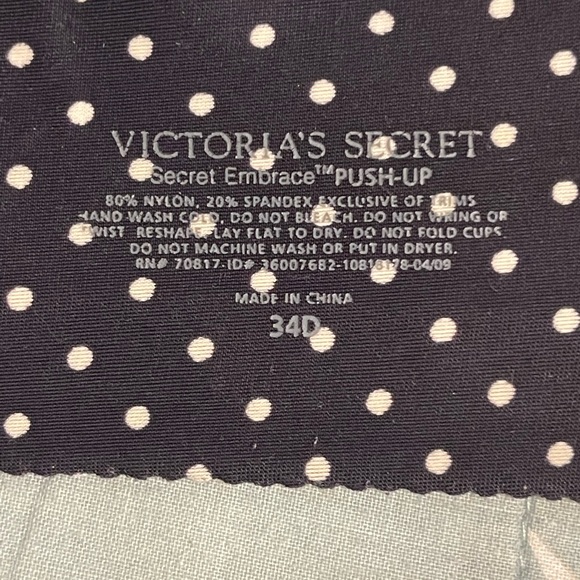 VICTORIA'S SECRET
Secret Embrace™PUSH-UP
80% NYLON, 20% SPANDEX EXCLUSIVE OF TRIMS
HAND WASH COLD. DO NOT BLEACH. DO NOT WRING OR
TWIST RESHAPE LAY FLAT TO DRY. DO NOT FOLD CUPS
DO NOT MACHINE WASH OR PUT IN DRYER.
RN# 70817-ID# 36007682-10818178-04/09
MADE IN CHINA
34D